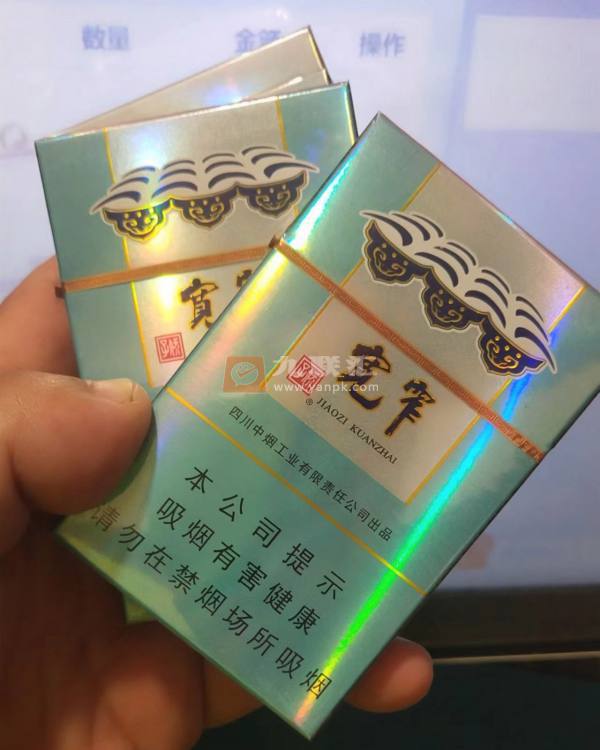 数量
操作
宽窄
JIAOZI KUANZHAI
四川中烟工业有限责任公司出品
本公司提示
吸烟有害健康
请勿在禁烟场所吸烟
www.yanpk.com